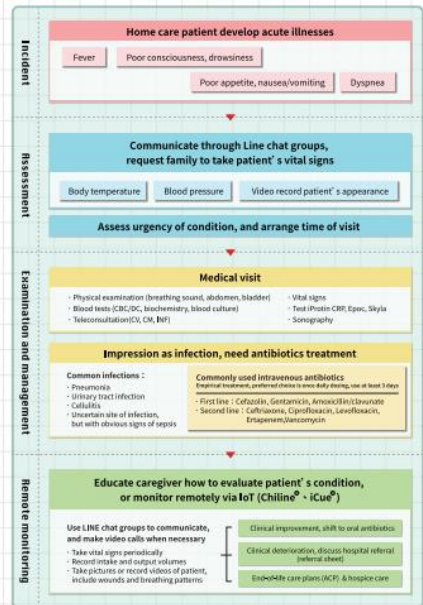 Incident
Home care patient develop acute illnesses
Fever
Poor consciousness, drowsiness
Poor appetite, nausea/vomiting
Dyspnea
Assessment
Communicate through Line chat groups,
request family to take patient's vital signs
Body temperature
Blood pressure
Video record patient's appearance
Assess urgency of condition, and arrange time of visit
Examination and management
Medical visit
· Physical examination (breathing sound, abdomen, bladder)
· Blood tests (CBC/DC, biochemistry, blood culture)
· Teleconsultation(CV, CM, INF)
· Vital signs
· Test iProtin CRP, Epoc, Skyla
· Sonography
Impression as infection, need antibiotics treatment
Common infections :
· Pneumonia
· Urinary tract infection
· Cellulitis
· Uncertain site of infection,
but with obvious signs of sepsis
Commonly used intravenous antibiotics
Empirical treatment, preferred choice is once daily dosing, use at least 3 days
· First line : Cefazolin, Gentamicin, Amoxicillin/clavunate
· Second line : Ceftriaxone, Ciprofloxacin, Levofloxacin,
Ertapenem,Vancomycin
Remote monitoring
Educate caregiver how to evaluate patient's condition,
or monitor remotely via IoT (Chiline® 、 iCue®)
Use LINE chat groups to communicate,
and make video calls when necessary
· Take vital signs periodically
· Record intake and output volumes
· Take pictures or record videos of patient,
include wounds and breathing patterns
Clinical improvement, shift to oral antibiotics
Clinical deterioration, discuss hospital referral
(referral sheet)
End-of-life care plans (ACP) & hospice care